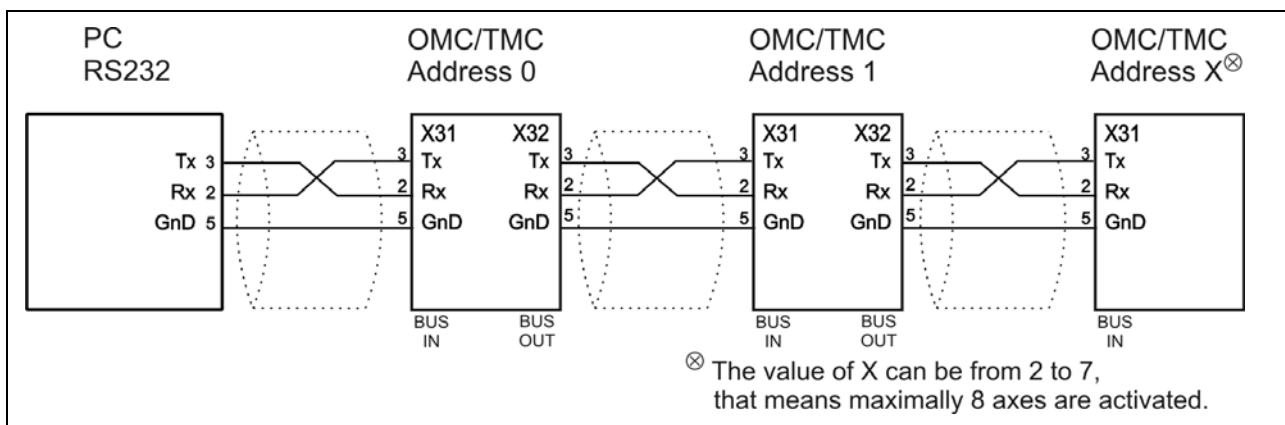 PC
RS232
OMC/TMC
Address 0
OMC/TMC
Address 1
OMC/TMC
Address X⊗
Tx 3
Rx 2
GnD 5
X31 X32
3 Tx Tx 3
2 Rx Rx 2
5 GnD GnD 5
BUS IN
BUS OUT
X31 X32
3 Tx Tx 3
2 Rx Rx 2
5 GnD GnD 5
BUS IN
BUS OUT
X31
3 Tx
2 Rx
5 GnD
BUS IN
⊗ The value of X can be from 2 to 7,
that means maximally 8 axes are activated.